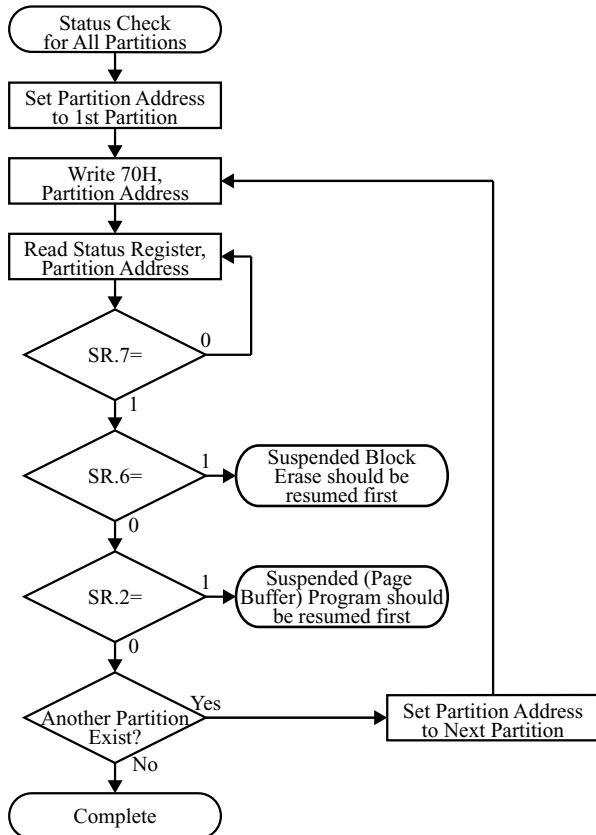 Status Check
for All Partitions
Set Partition Address
to 1st Partition
Write 70H,
Partition Address
Read Status Register,
Partition Address
SR.7=
0
1
SR.6=
1
Suspended Block
Erase should be
resumed first
0
SR.2=
1
Suspended (Page
Buffer) Program should
be resumed first
0
Another Partition
Exist?
Yes
Set Partition Address
to Next Partition
No
Complete